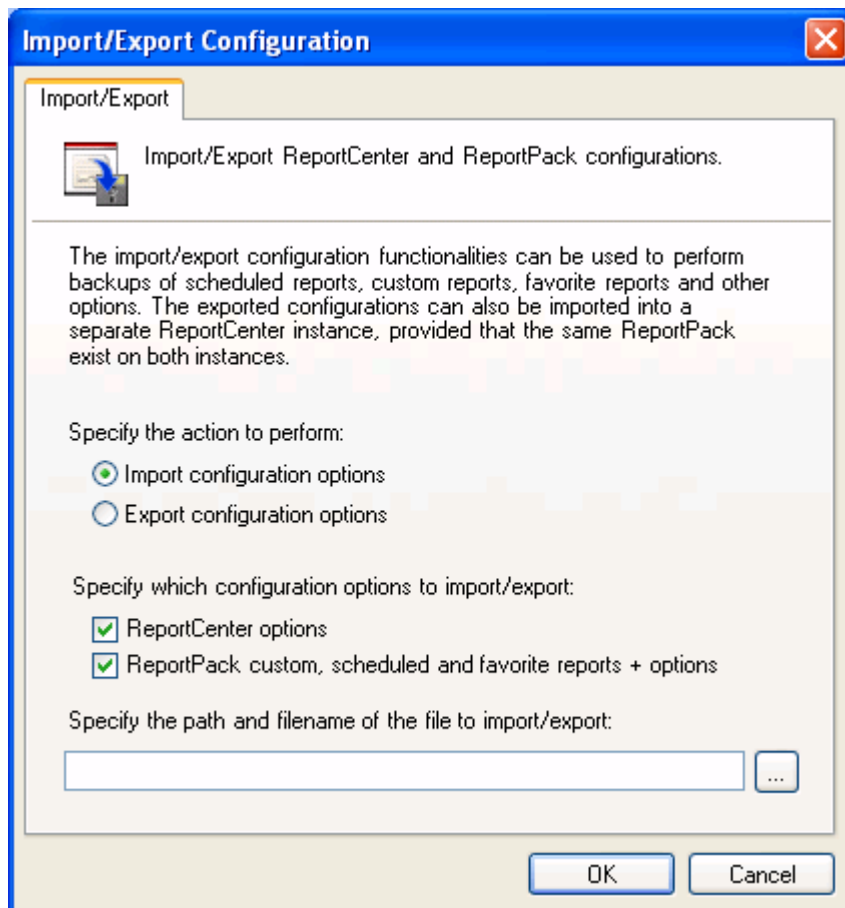 Import/Export Configuration
Import/Export
Import/Export ReportCenter and ReportPack configurations.
The import/export configuration functionalities can be used to perform
backups of scheduled reports, custom reports, favorite reports and other
options. The exported configurations can also be imported into a
separate ReportCenter instance, provided that the same ReportPack
exist on both instances.
Specify the action to perform:
Import configuration options
Export configuration options
Specify which configuration options to import/export:
ReportCenter options
ReportPack custom, scheduled and favorite reports + options
Specify the path and filename of the file to import/export:
...
OK
Cancel